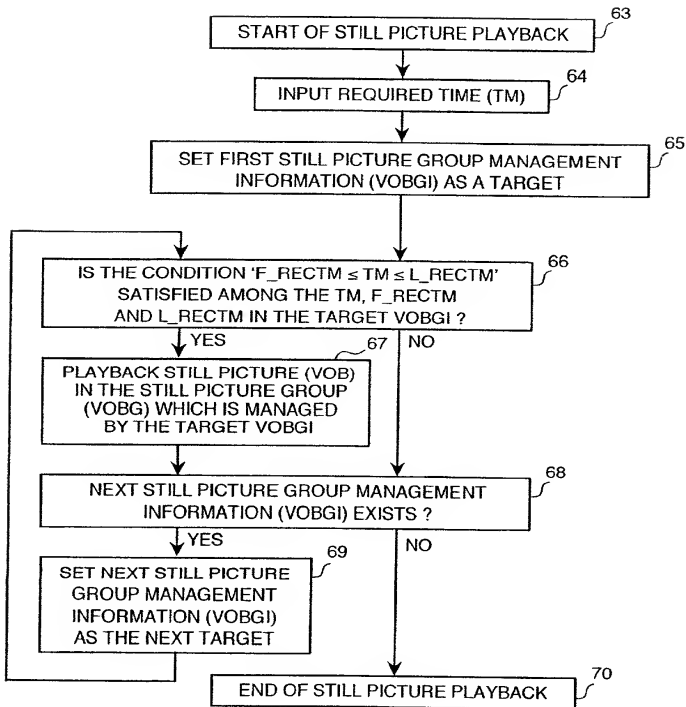 START OF STILL PICTURE PLAYBACK
63
INPUT REQUIRED TIME (TM)
64
SET FIRST STILL PICTURE GROUP MANAGEMENT
INFORMATION (VOBGI) AS A TARGET
65
IS THE CONDITION 'F_RECTM ≤ TM ≤ L_RECTM'
SATISFIED AMONG THE TM, F_RECTM
AND L_RECTM IN THE TARGET VOBGI ?
66
YES
NO
67
PLAYBACK STILL PICTURE (VOB)
IN THE STILL PICTURE GROUP
(VOBG) WHICH IS MANAGED
BY THE TARGET VOBGI
NEXT STILL PICTURE GROUP MANAGEMENT
INFORMATION (VOBGI) EXISTS ?
68
YES
NO
69
SET NEXT STILL PICTURE
GROUP MANAGEMENT
INFORMATION (VOBGI)
AS THE NEXT TARGET
END OF STILL PICTURE PLAYBACK
70